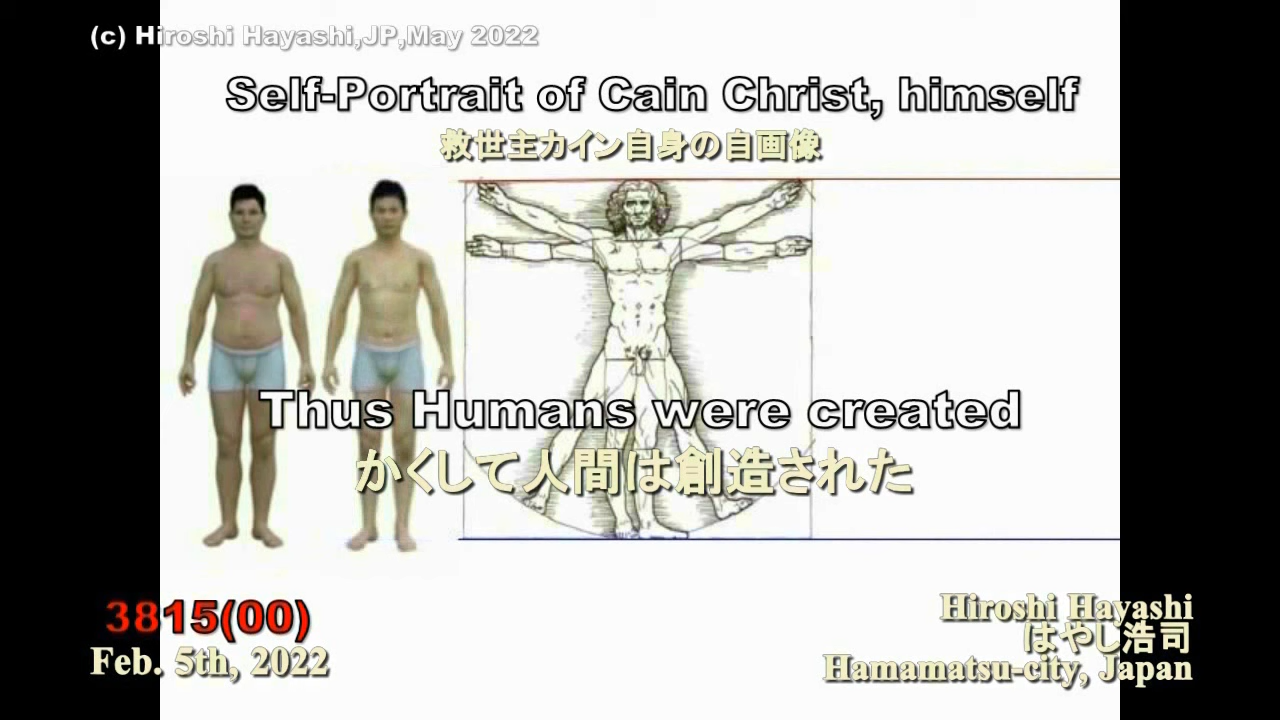 (c) Hiroshi Hayashi,JP,May 2022
Self-Portrait of Cain Christ, himself
救世主カイン自身の自画像
Thus Humans were created
かくして人間は創造された
3815(00)
Feb. 5th, 2022
Hiroshi Hayashi
はやし浩司
Hamamatsu-city, Japan